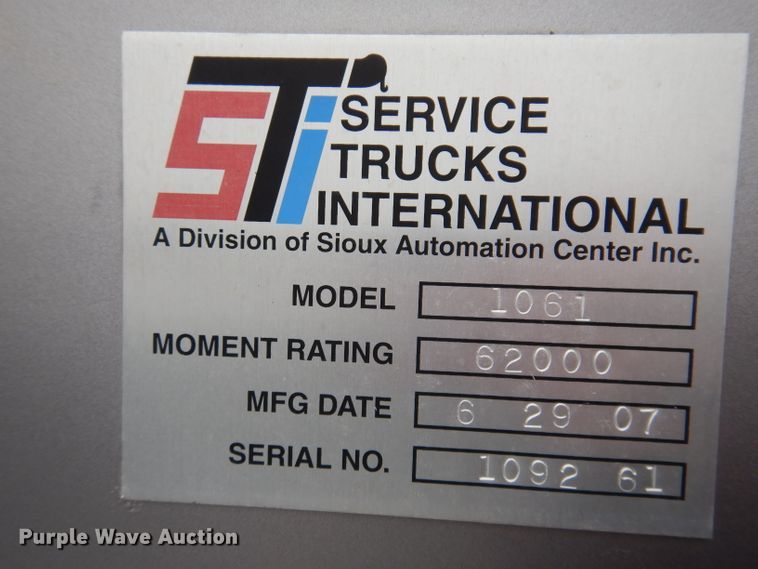 STi SERVICE
TRUCKS
INTERNATIONAL
A Division of Sioux Automation Center Inc.
MODEL 1061
MOMENT RATING 62000
MFG DATE 6 29 07
SERIAL NO. 1092 61
Purple Wave Auction